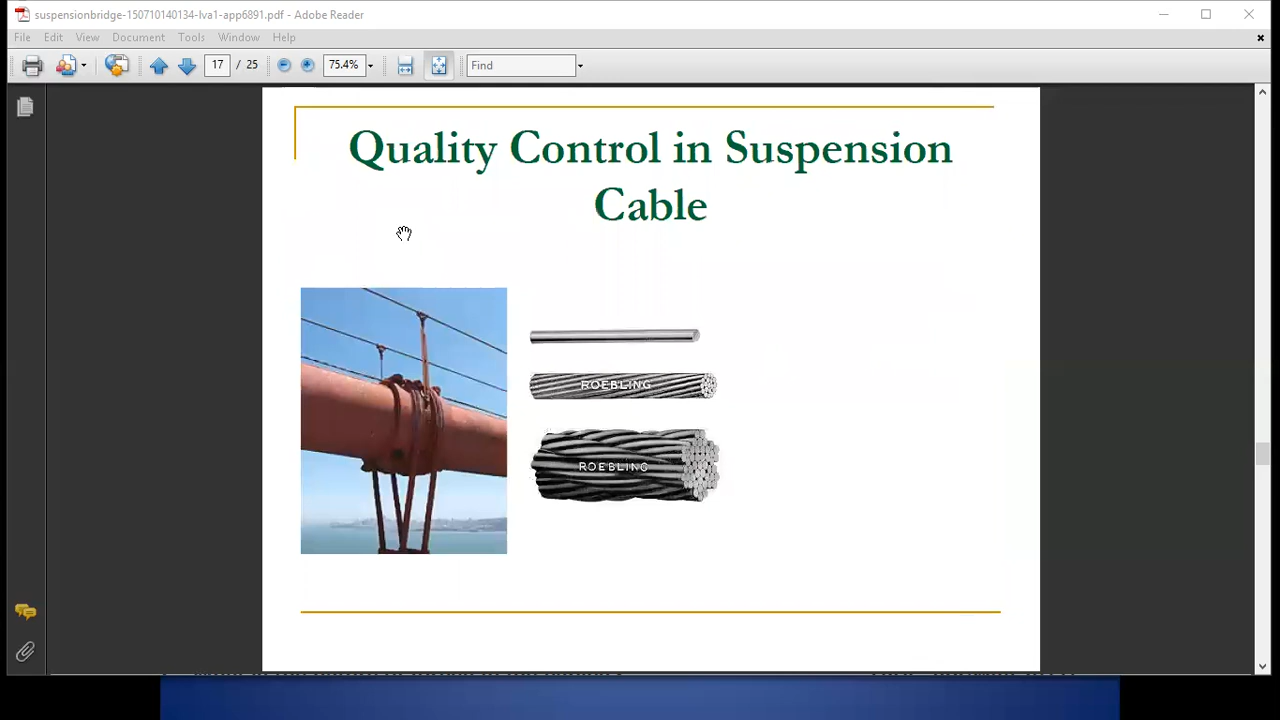 suspensionbridge-150710140134-lva1-app6891.pdf - Adobe Reader
File Edit View Document Tools Window Help
17 / 25 75.4% Find
Quality Control in Suspension
Cable
ROEBLING
ROEBLING